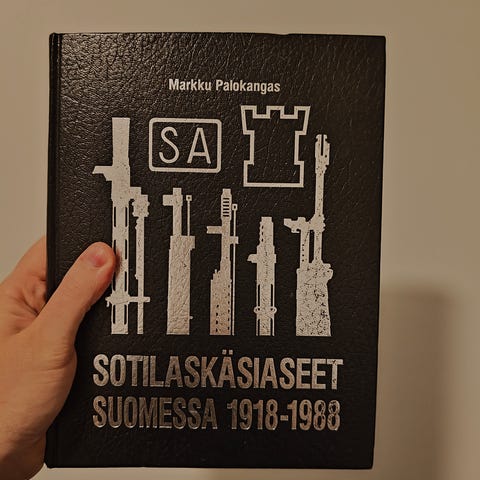 Markku Palokangas
SA
SOTILASKÄSIASEET
SUOMESSA 1918-1988